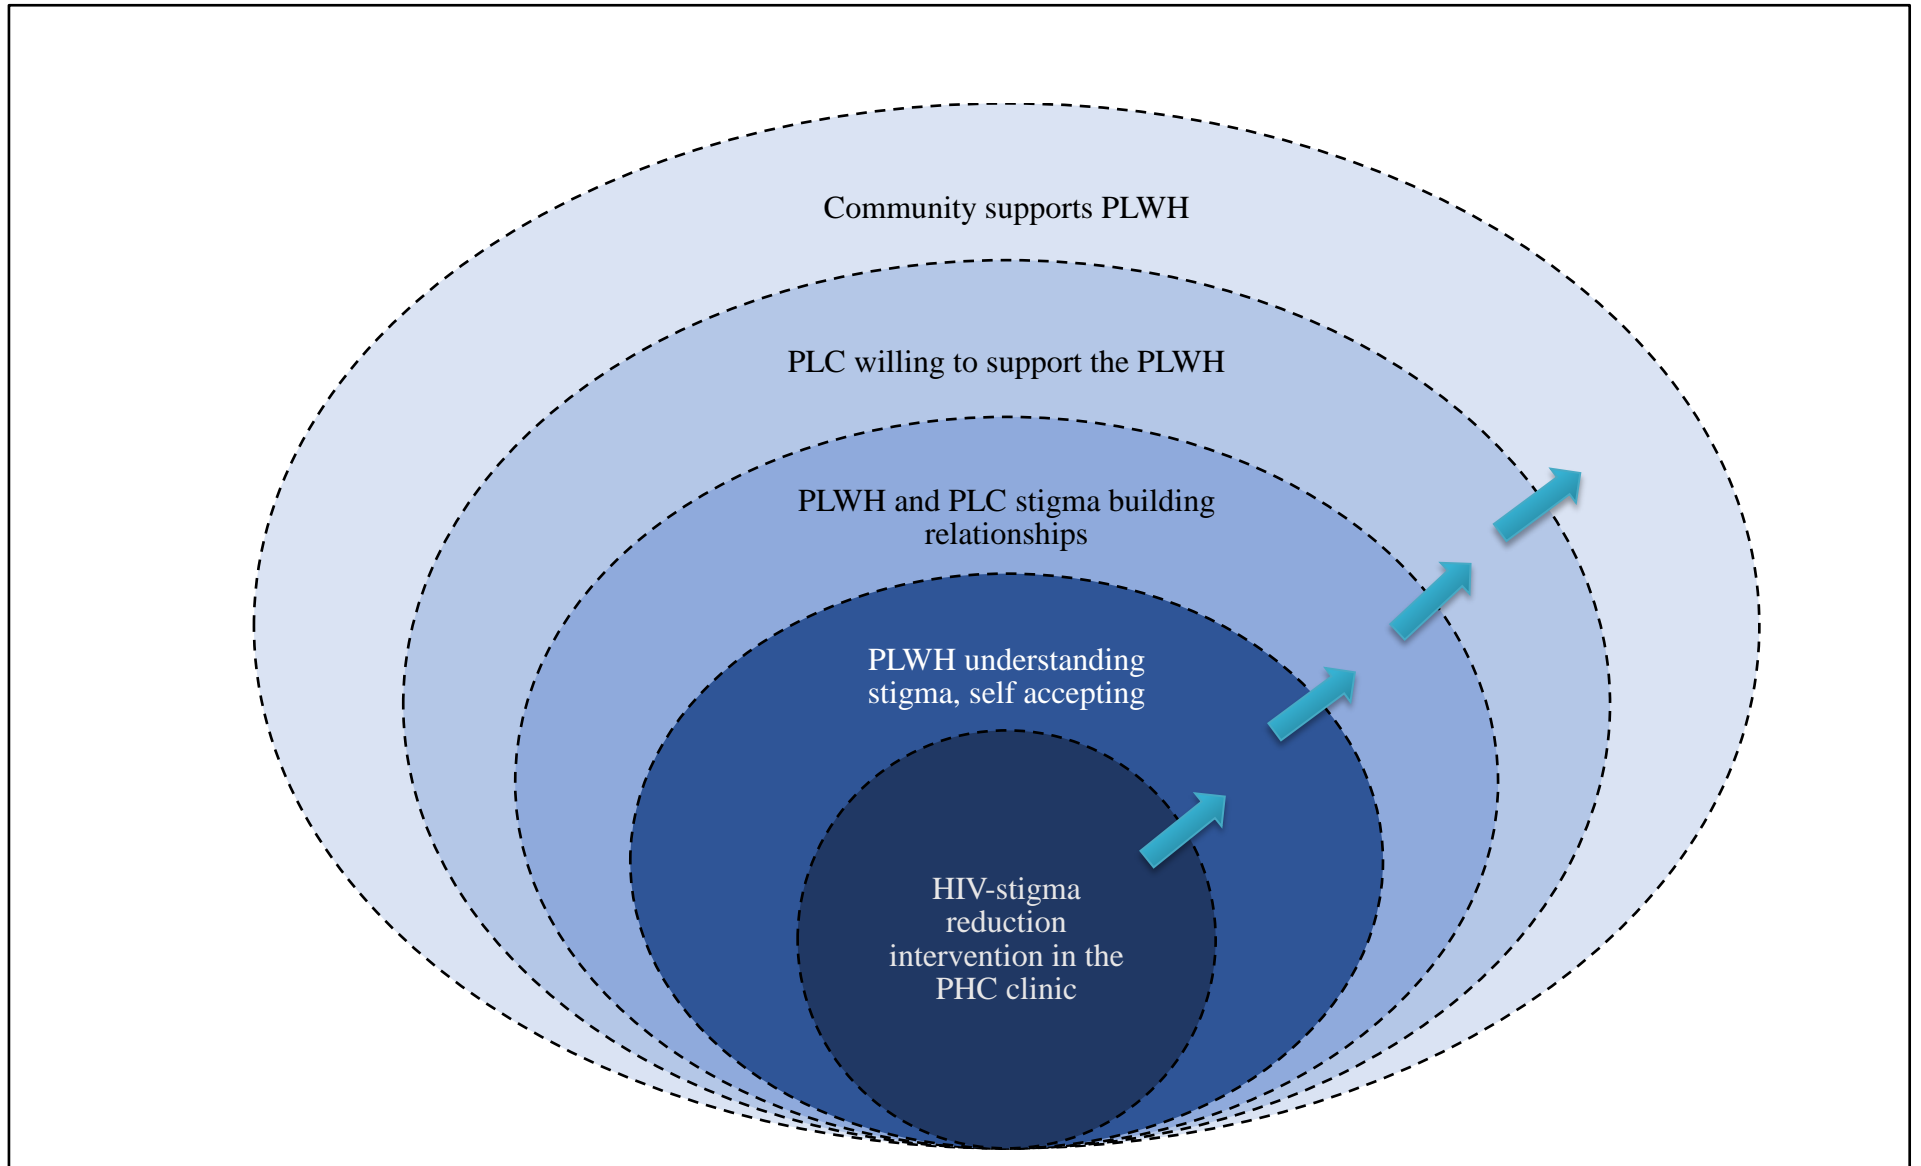 Community supports PLWH
PLC willing to support the PLWH
PLWH and PLC stigma building
relationships
PLWH understanding
stigma, self accepting
HIV-stigma
reduction
intervention in the
PHC clinic